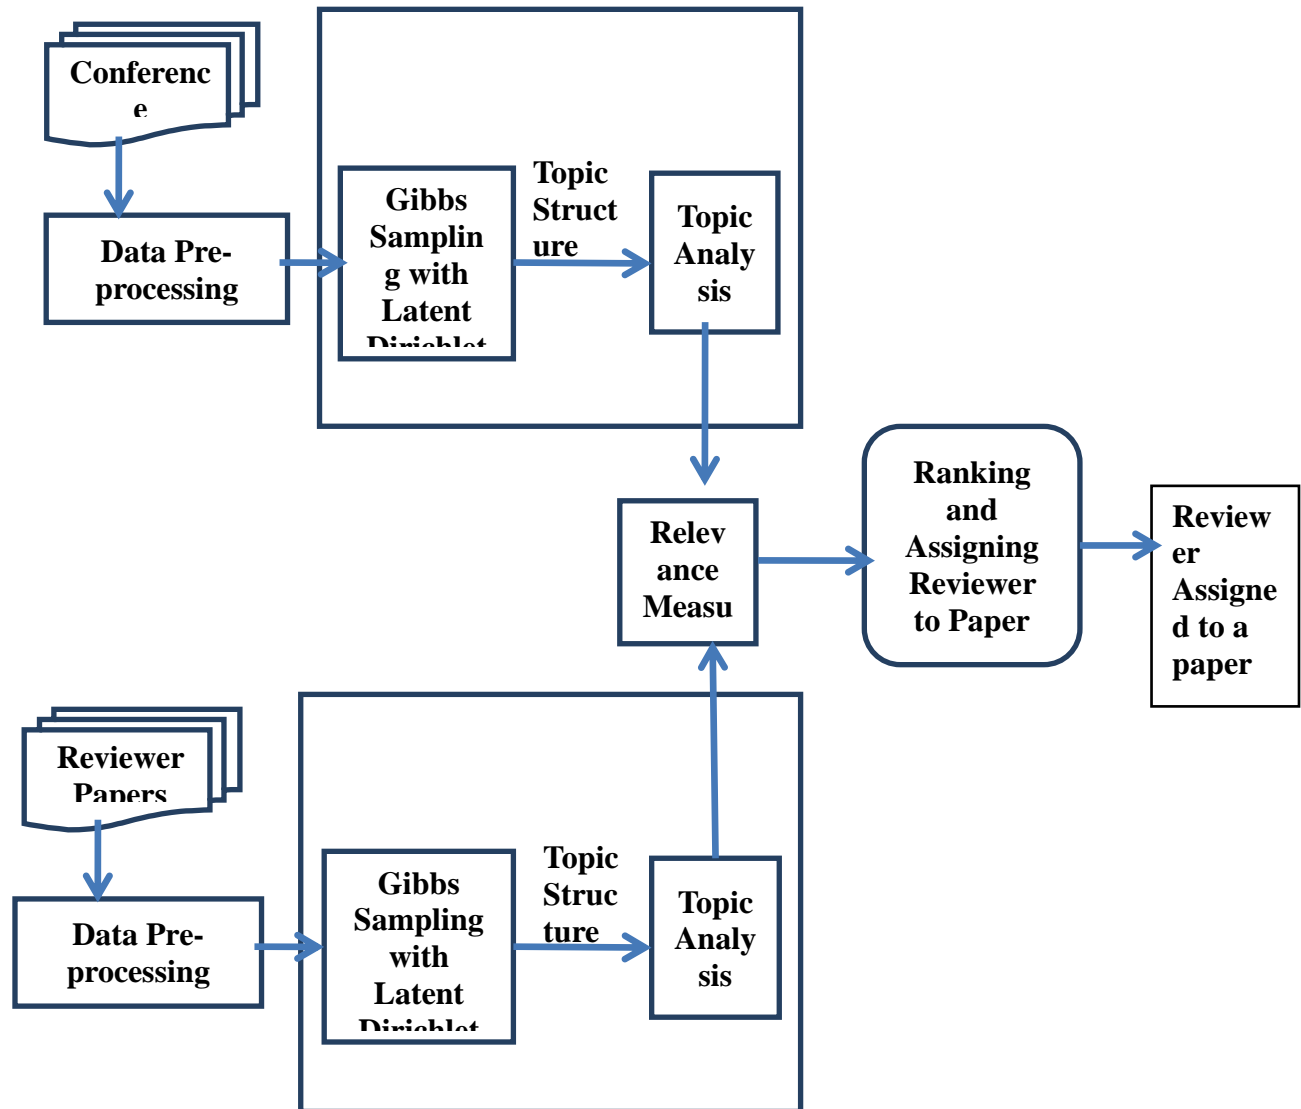 Conferenc
e
Data Pre-
processing
Gibbs
Samplin
g with
Latent
Dirichlet
Topic
Struct
ure
Topic
Analy
sis
Relev
ance
Measu
Ranking
and
Assigning
Reviewer
to Paper
Review
er
Assigne
d to a
paper
Reviewer
Papers
Data Pre-
processing
Gibbs
Sampling
with
Latent
Dirichlet
Topic
Struc
ture
Topic
Analy
sis